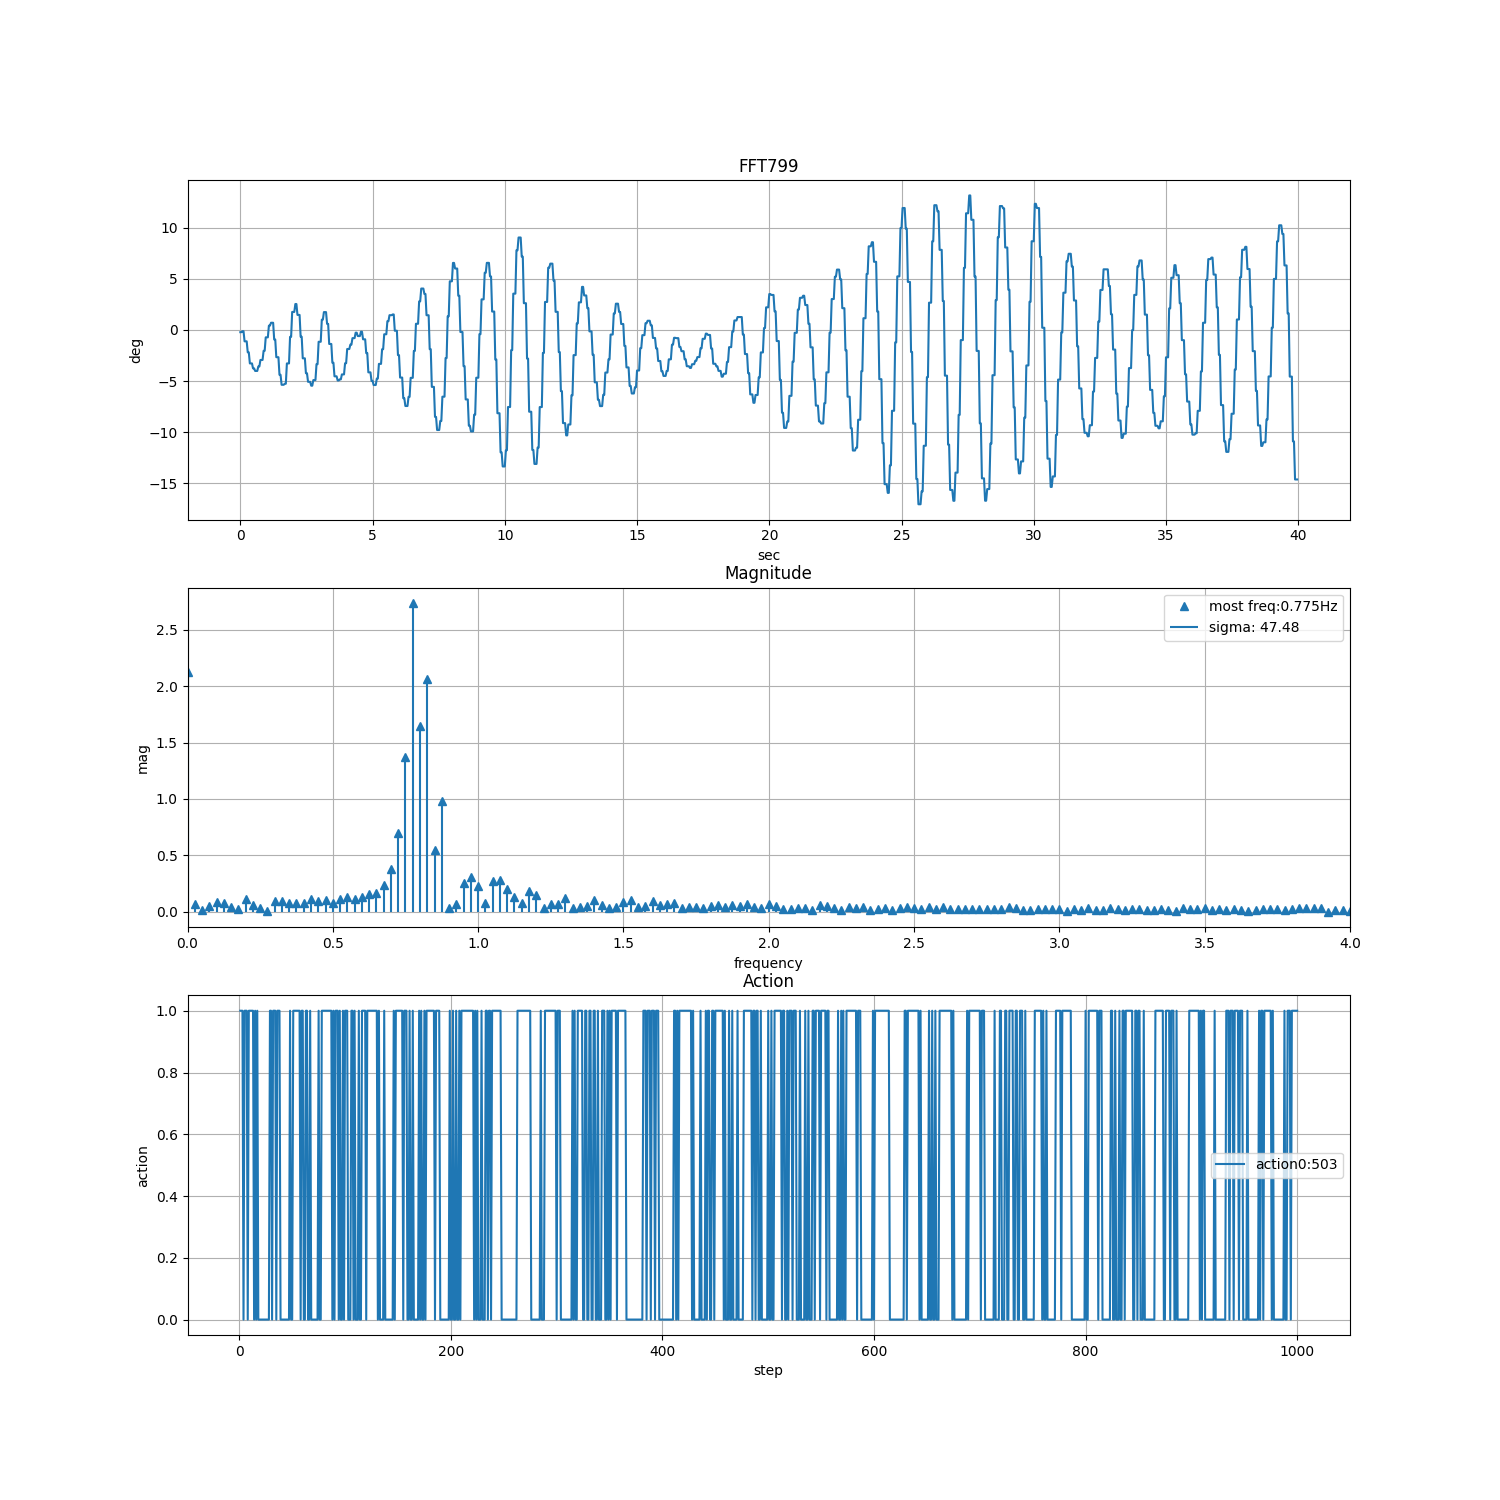 FFT799
10
5
0
−5
−10
−15
deg
0 5 10 15 20 25 30 35 40
sec
Magnitude
most freq:0.775Hz
sigma: 47.48
2.5
2.0
1.5
1.0
0.5
0.0
mag
0.0 0.5 1.0 1.5 2.0 2.5 3.0 3.5 4.0
frequency
Action
1.0
0.8
0.6
0.4
0.2
0.0
action
action0:503
0 200 400 600 800 1000
step